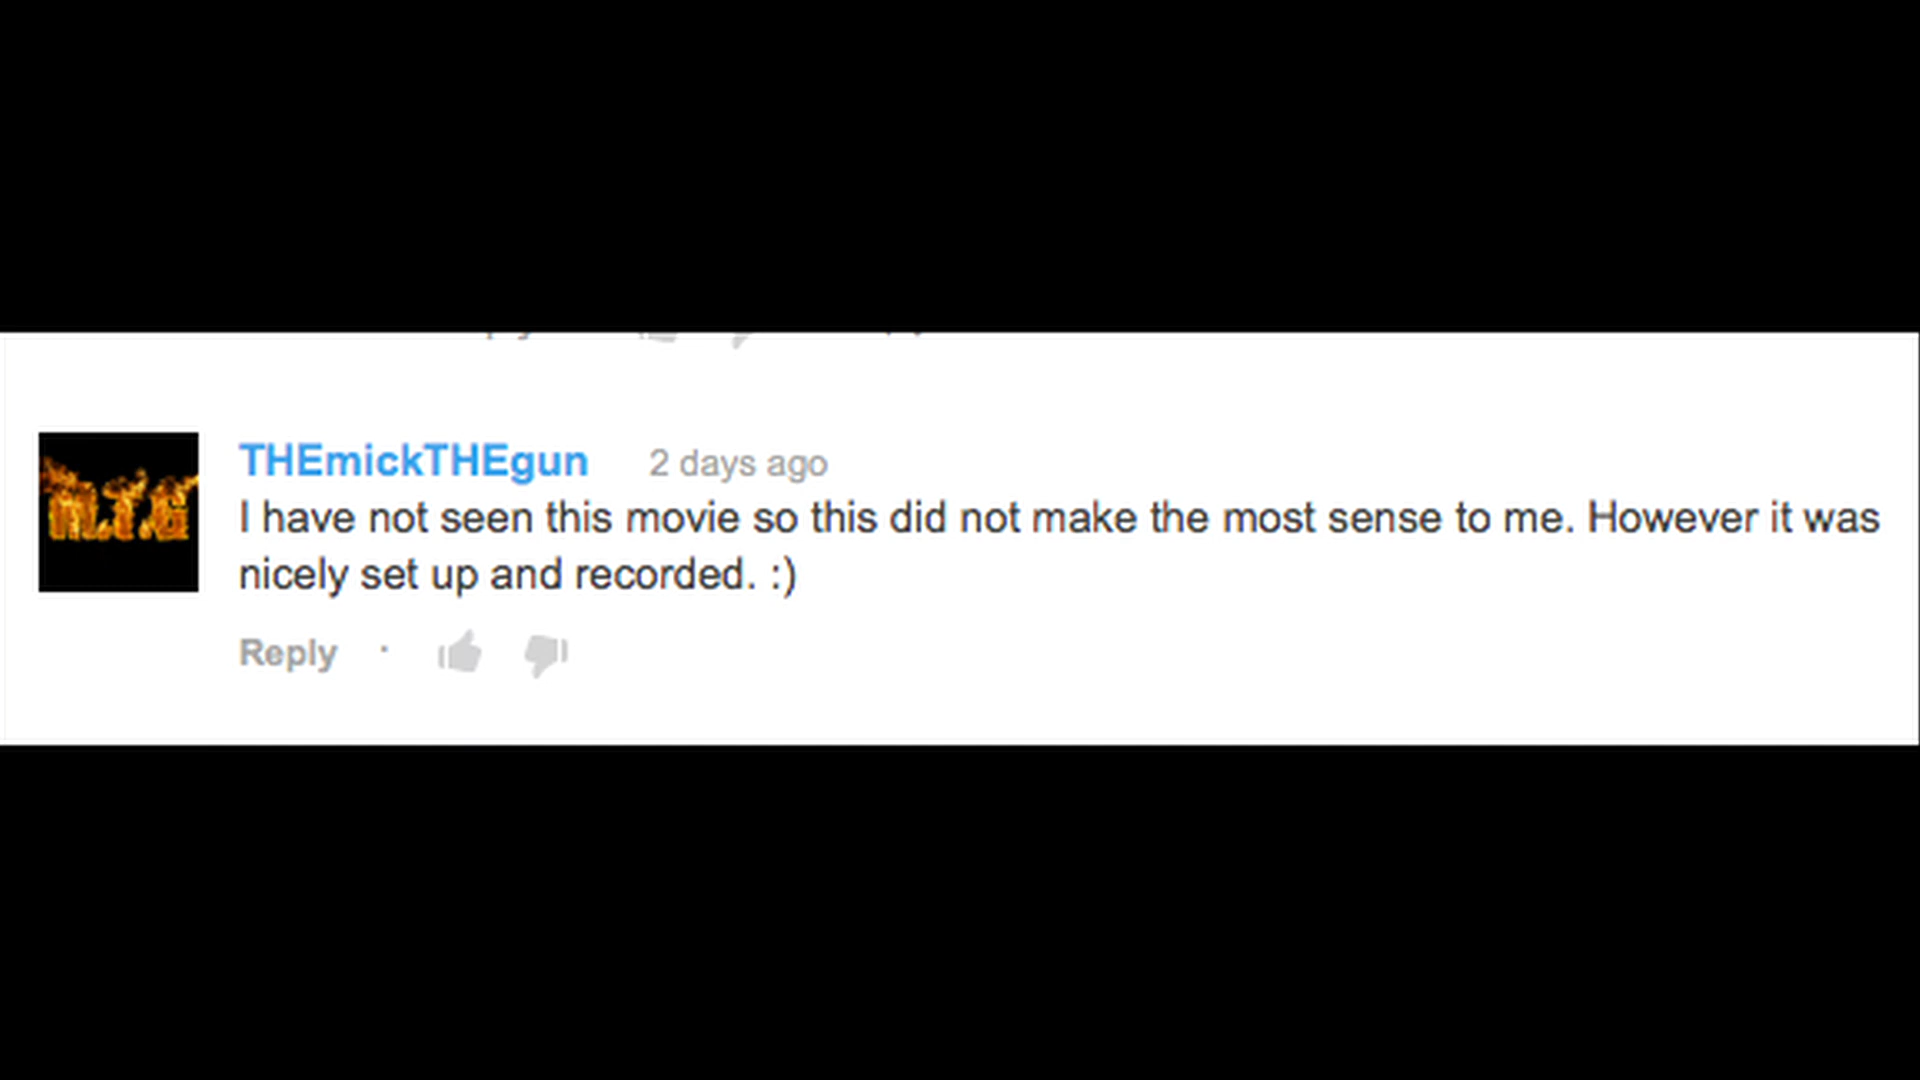 THEmickTHEgun 2 days ago
I have not seen this movie so this did not make the most sense to me. However it was
nicely set up and recorded. :)
Reply ·